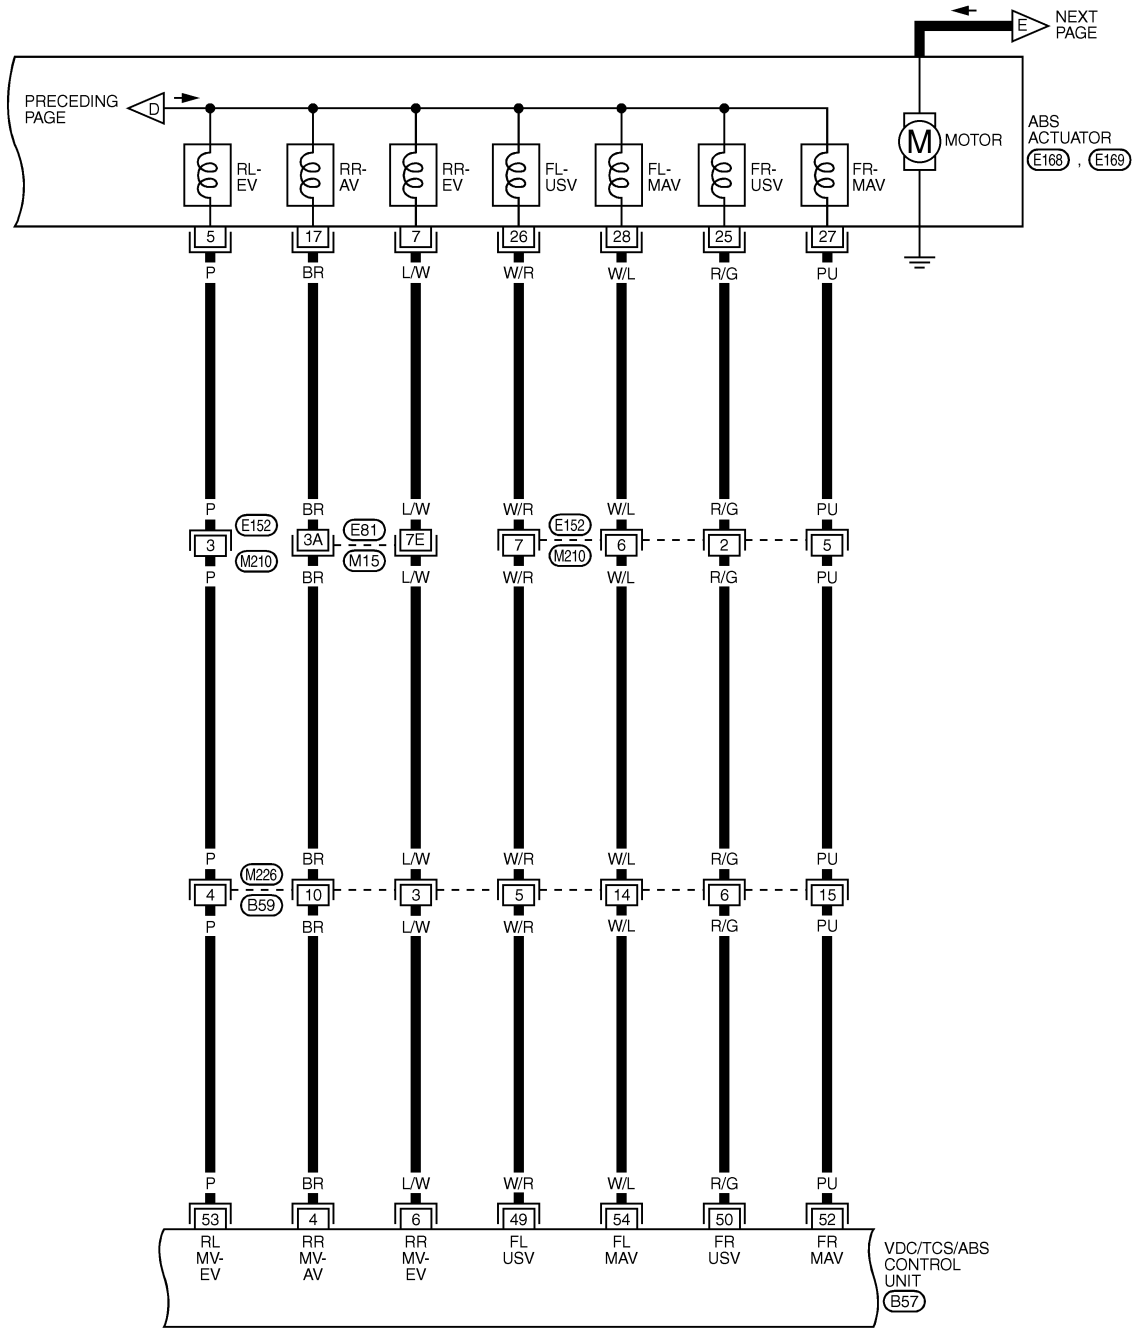 E
NEXT
PAGE
PRECEDING
PAGE
D
RL-
EV
RR-
AV
RR-
EV
FL-
USV
FL-
MAV
FR-
USV
FR-
MAV
M MOTOR
ABS
ACTUATOR
E168 , E169
5 17 7 26 28 25 27
P BR L/W W/R W/L R/G PU
P BR L/W W/R W/L R/G PU
E152 E81 E152
3 3A 7E 7 6 2 5
M210 M15 M210
P BR L/W W/R W/L R/G PU
P BR L/W W/R W/L R/G PU
M226
4 10 3 5 14 6 15
B59
P BR L/W W/R W/L R/G PU
P BR L/W W/R W/L R/G PU
53 4 6 49 54 50 52
RL
MV-
EV
RR
MV-
AV
RR
MV-
EV
FL
USV
FL
MAV
FR
USV
FR
MAV
VDC/TCS/ABS
CONTROL
UNIT
B57